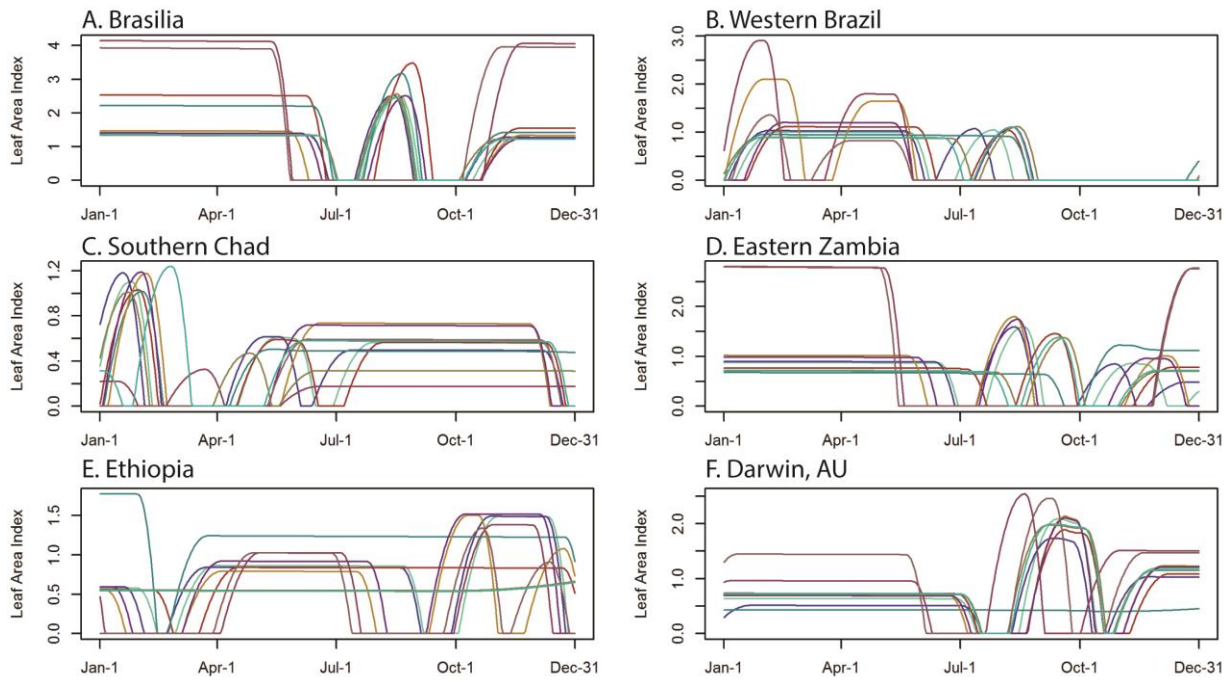 A. Brasilia
Leaf Area Index
0 1 2 3 4
Jan-1 Apr-1 Jul-1 Oct-1 Dec-31
B. Western Brazil
Leaf Area Index
0.0 1.0 2.0 3.0
Jan-1 Apr-1 Jul-1 Oct-1 Dec-31
C. Southern Chad
Leaf Area Index
0.0 0.4 0.8 1.2
Jan-1 Apr-1 Jul-1 Oct-1 Dec-31
D. Eastern Zambia
Leaf Area Index
0.0 1.0 2.0
Jan-1 Apr-1 Jul-1 Oct-1 Dec-31
E. Ethiopia
Leaf Area Index
0.0 0.5 1.0 1.5
Jan-1 Apr-1 Jul-1 Oct-1 Dec-31
F. Darwin, AU
Leaf Area Index
0.0 1.0 2.0
Jan-1 Apr-1 Jul-1 Oct-1 Dec-31